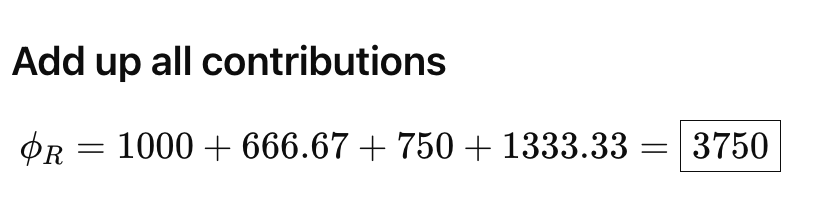 Add up all contributions
ϕR = 1000 + 666.67 + 750 + 1333.33 = 3750